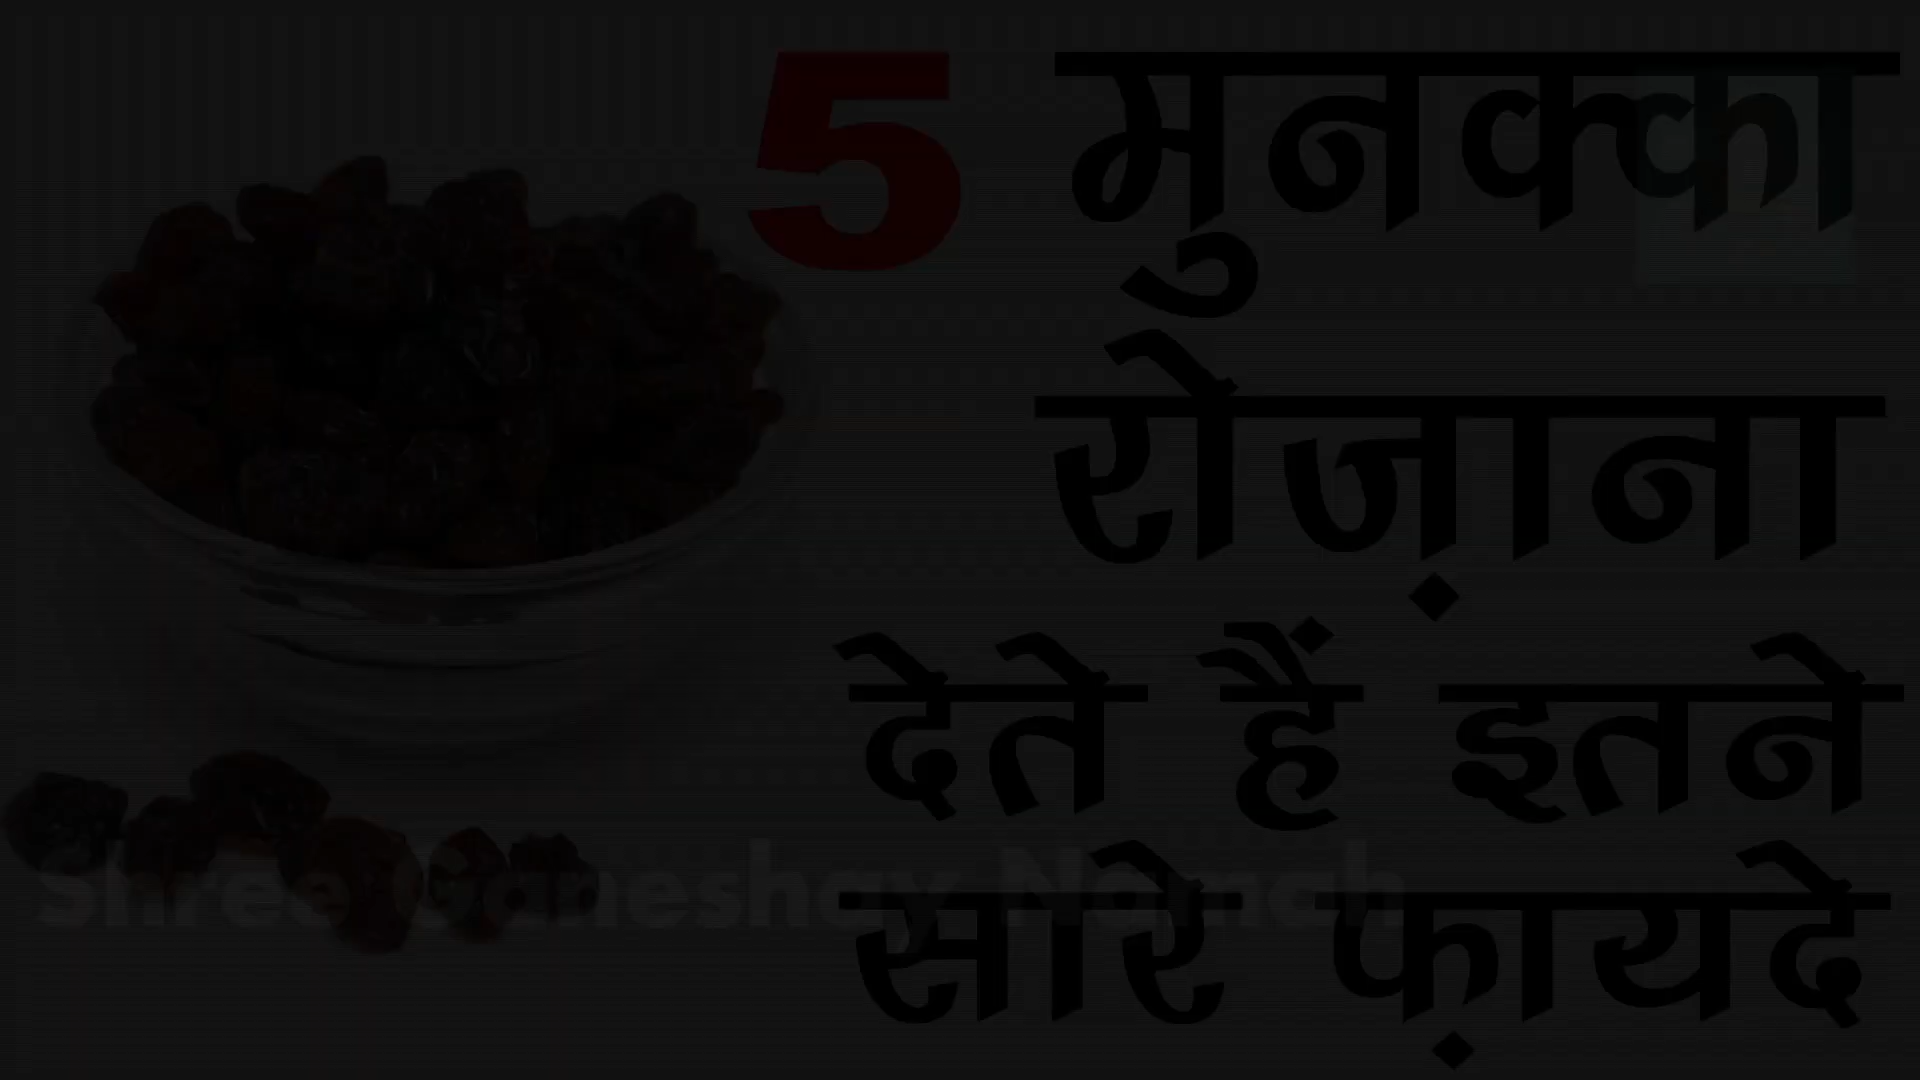 5 मुनक्का
रोज़ाना
देते हैं इतने
सारे फ़ायदे
Shree Ganeshay Namah